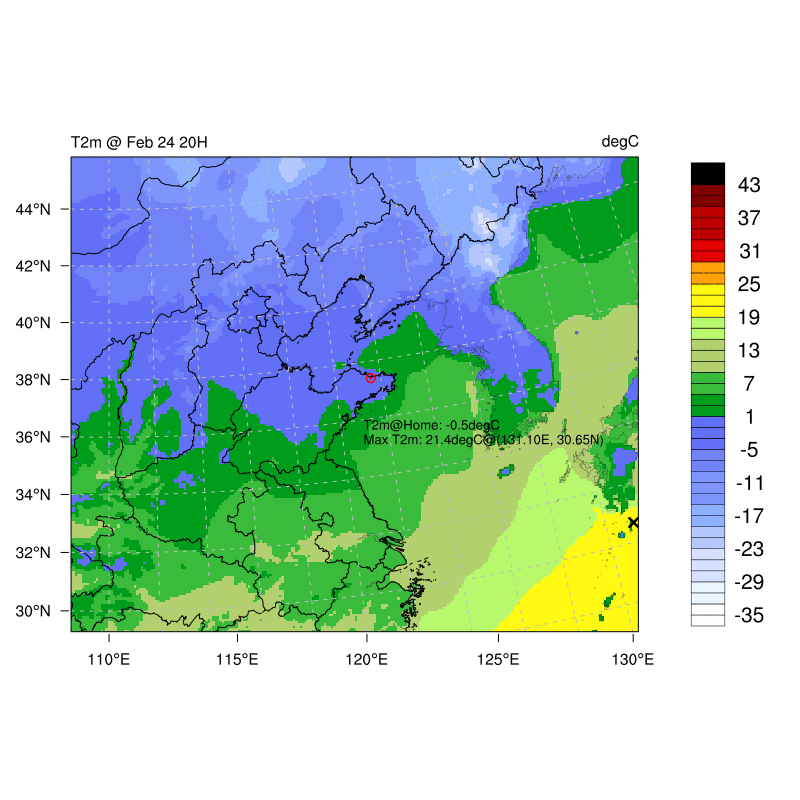 T2m @ Feb 24 20H
degC
44°N
42°N
40°N
38°N
36°N
34°N
32°N
30°N
110°E
115°E
120°E
125°E
130°E
T2m@Home: -0.5degC
Max T2m: 21.4degC@(131.10E, 30.65N)
43
37
31
25
19
13
7
1
-5
-11
-17
-23
-29
-35